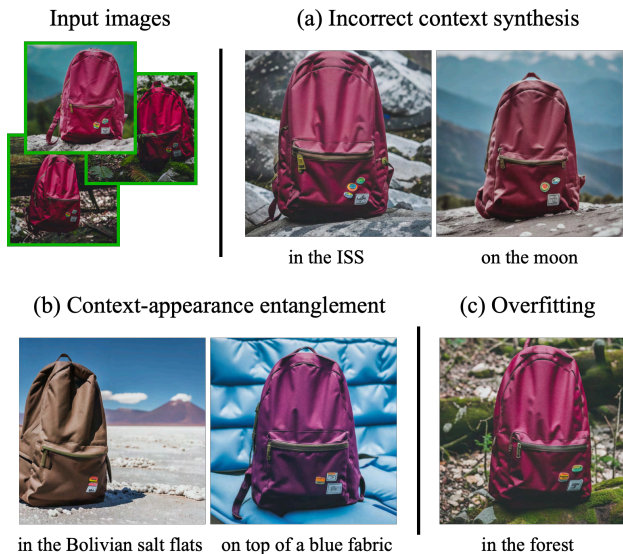 Input images
(a) Incorrect context synthesis
in the ISS
on the moon
(b) Context-appearance entanglement
(c) Overfitting
in the Bolivian salt flats
on top of a blue fabric
in the forest